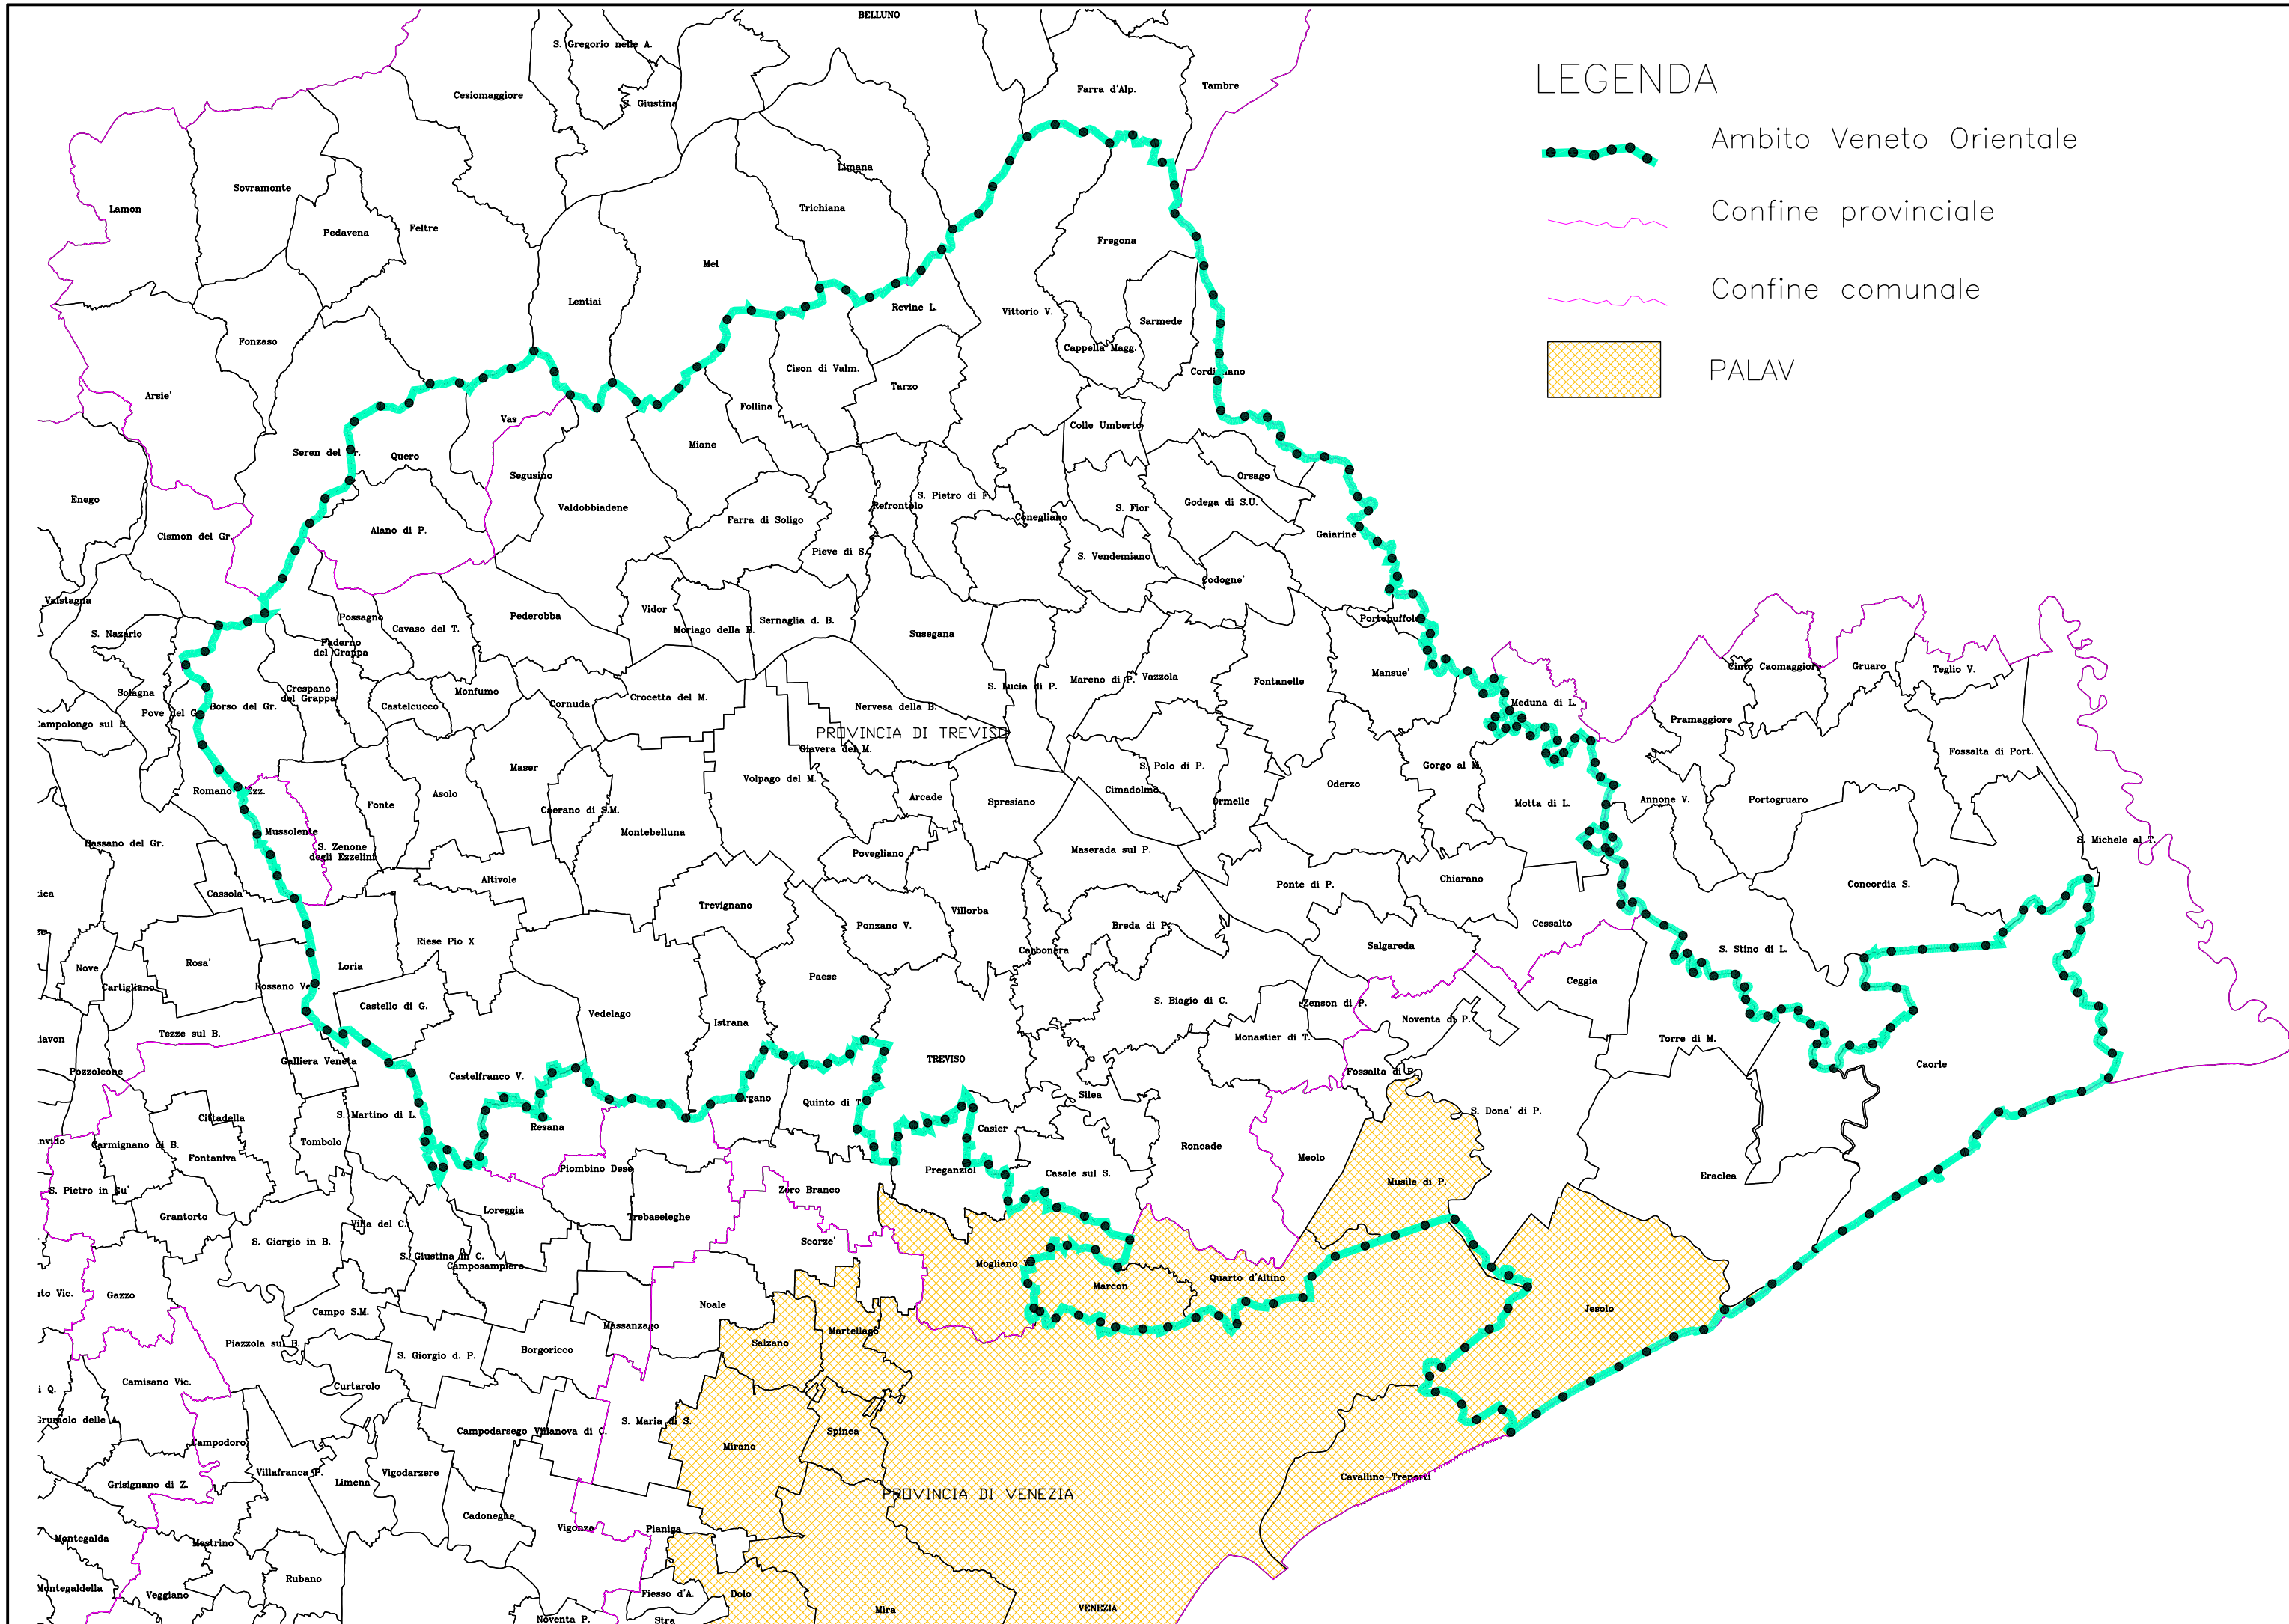 BELLUNO
S. Gregorio nelle A.
Cesiomaggiore
S. Giustina
Farra d'Alp.
Tambre
LEGENDA
Ambito Veneto Orientale
Confine provinciale
Confine comunale
PALAV
Limana
Sovramonte
Lamon
Trichiana
Pedavena
Feltre
Fregona
Mel
Lentiai
Revine L.
Vittorio V.
Sarmede
Fonzaso
Cappella Magg.
Cison di Valm.
Arsie'
Tarzo
Follina
Vas
Colle Umberto
Miane
Seren del
Quero
Segusino
Orsago
Enego
Valdobbiadene
S. Pietro di F.
Refrontolo
Godega di S.U.
S. Fior
Conegliano
Farra di Soligo
Alano di P.
Cismon del Gr.
Gaiarine
Pieve di S.
S. Vendemiano
Codogne'
Valstagna
Vidor
Possagno
Pederobba
Sernaglia d. B.
Portobuffole
Cavaso del T.
Moriago della B.
S. Nazario
Susegana
Paderno
del Grappa
Cinto Caomaggiore
Gruaro
Teglio V.
Mansue'
Vazzola
Mareno di P.
Fontanelle
S. Lucia di P.
Crespano
del Grappa
Solagna
Monfumo
Crocetta del M.
Cornuda
Castelcucco
Borso del Gr.
Pove del G
Nervesa della B.
Meduna di L.
Campolongo sul B.
Pramaggiore
PROVINCIA DI TREVISO
Giavera del M.
Fossalta di Port.
Maser
S. Polo di P.
Gorgo al M.
Volpago del M.
Oderzo
Romano
Ezz.
Asolo
Cimadolmo
Arcade
Fonte
Caerano di S.M.
Spresiano
Ormelle
Motta di L.
Annone V.
Portogruaro
Mussolente
Montebelluna
S. Michele al T.
Bassano del Gr.
S. Zenone
degli Ezzelini
Maserada sul P.
Povegliano
Altivole
Chiarano
Ponte di P.
Concordia S.
Cassola
Trevignano
Villorba
Ponzano V.
Breda di P.
Cessalto
Riese Pio X
Salgareda
S. Stino di L.
Carbonera
Rosa'
Loria
Nove
Paese
Ceggia
Cartigliano
Rossano Ve
Castello di G.
S. Biagio di C.
Zenson di P.
Vedelago
Istrana
Noventa di P.
Tezze sul B.
Monastier di T.
Torre di M.
Galliera Veneta
TREVISO
Caorle
Pozzoleone
Castelfranco V.
Fossalta di P.
Silea
Quinto di T
S. Dona' di P.
S. Martino di L.
Cittadella
Resana
Casier
Carmignano di B.
Tombolo
Roncade
Fontaniva
Meolo
Piombino Dese
Preganziol
Casale sul S.
Eraclea
Musile di P.
S. Pietro in Gu'
Zero Branco
Loreggia
Trebaseleghe
Grantorto
Villa del C.
S. Giorgio in B.
Scorze'
S. Giustina in C.
Camposampiero
Mogliano V
Quarto d'Altino
Marcon
Gazzo
Noale
Jesolo
Campo S.M.
Massanzago
Martellago
Piazzola sul B.
Salzano
Borgoricco
S. Giorgio d. P.
Camisano Vic.
Curtarolo
Grumolo delle A.
S. Maria di S.
Campodarsego
Villanova di C.
Spinea
Campodoro
Mirano
Villafranca P.
Vigodarzere
Cavallino-Treporti
Limena
Grisignano di Z.
PROVINCIA DI VENEZIA
Cadoneghe
Vigonza
Pianiga
Montegalda
Mestrino
Rubano
Montegaldella
Veggiano
Fiesso d'A.
Dolo
Mira
VENEZIA
Noventa P.
Stra